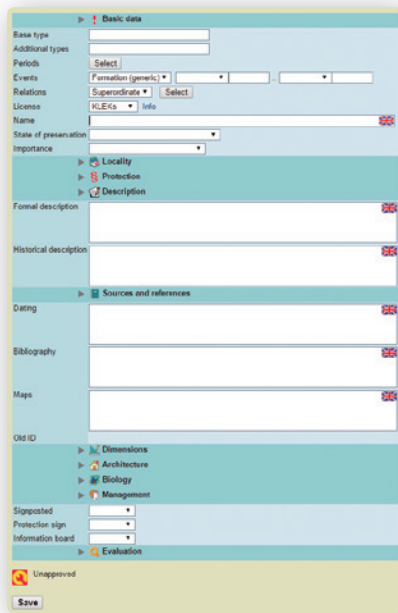 Basic data
Base type
Additional types
Periods Select
Events Formation (generic) ...
Relations Superordinate Select
License KLEKs Info
Name
State of preservation
Importance
Locality
Protection
Description
Formal description
Historical description
Sources and references
Dating
Bibliography
Maps
Old ID
Dimensions
Architecture
Biology
Management
Signposted
Protection sign
Information board
Evaluation
Unapproved
Save